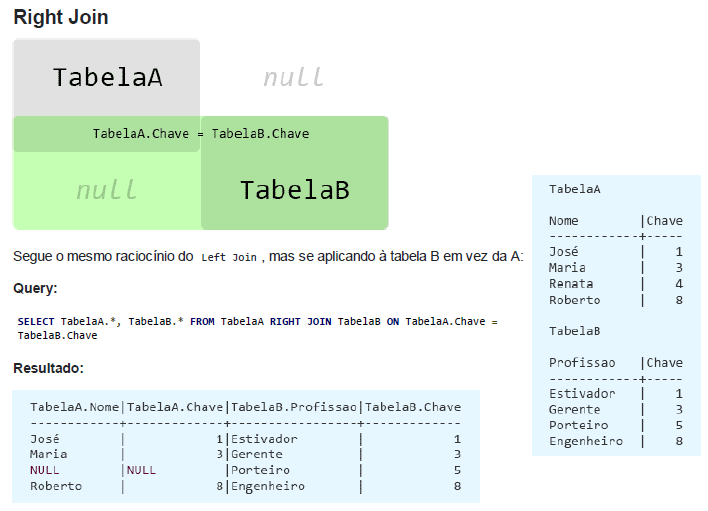 Right Join
TabelaA null
TabelaA.Chave = TabelaB.Chave
null TabelaB
Segue o mesmo raciocínio do Left Join , mas se aplicando à tabela B em vez da A:
Query:
SELECT TabelaA.*, TabelaB.* FROM TabelaA RIGHT JOIN TabelaB ON TabelaA.Chave =
TabelaB.Chave
Resultado:
TabelaA.Nome|TabelaA.Chave|TabelaB.Profissao|TabelaB.Chave
------------+-------------+-----------------+-------------
José        |            1|Estivador        |            1
Maria       |            3|Gerente          |            3
NULL        |NULL         |Porteiro         |            5
Roberto     |            8|Engenheiro       |            8
TabelaA
Nome        |Chave
------------+-----
José        |    1
Maria       |    3
Renata      |    4
Roberto     |    8
TabelaB
Profissao   |Chave
------------+-----
Estivador   |    1
Gerente     |    3
Porteiro    |    5
Engenheiro  |    8